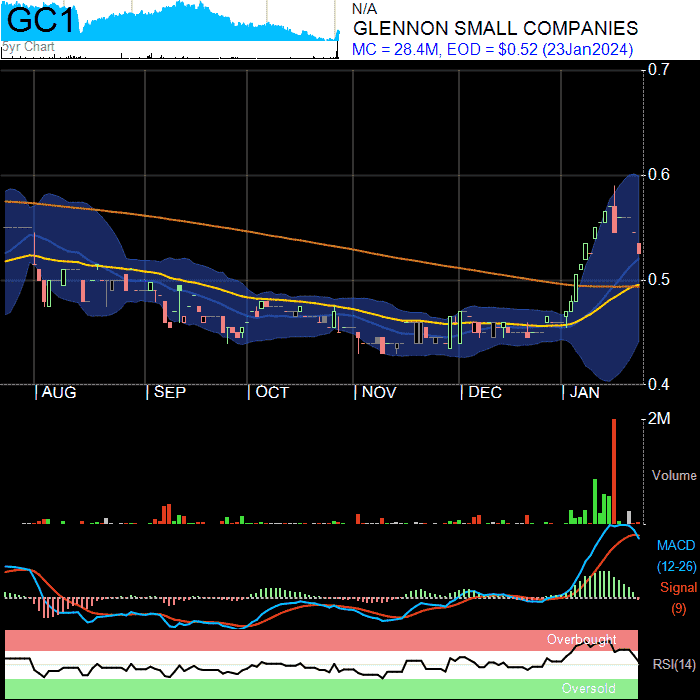 GC1
5yr Chart
N/A
GLENNON SMALL COMPANIES
MC = 28.4M, EOD = $0.52 (23Jan2024)
0.7
0.6
0.5
0.4
| AUG | SEP | OCT | NOV | DEC | JAN
2M
Volume
MACD
(12-26)
Signal
(9)
Overbought
RSI(14)
Oversold